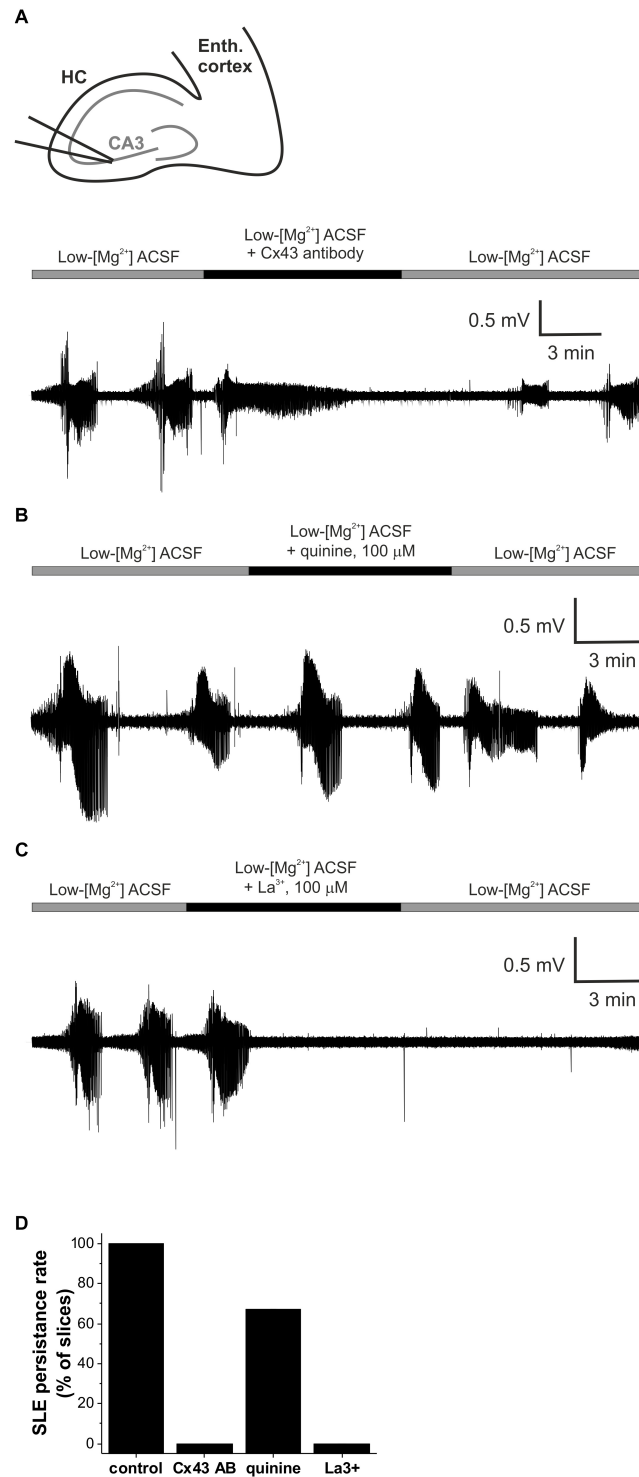 A
Enth.
cortex
HC
CA3
Low-[Mg²⁺] ACSF
Low-[Mg²⁺] ACSF
+ Cx43 antibody
Low-[Mg²⁺] ACSF
0.5 mV
3 min
B
Low-[Mg²⁺] ACSF
Low-[Mg²⁺] ACSF
+ quinine, 100 μM
Low-[Mg²⁺] ACSF
0.5 mV
3 min
C
Low-[Mg²⁺] ACSF
Low-[Mg²⁺] ACSF
+ La³⁺, 100 μM
Low-[Mg²⁺] ACSF
0.5 mV
3 min
D
SLE persistance rate
(% of slices)
100
80
60
40
20
0
control Cx43 AB quinine La3+